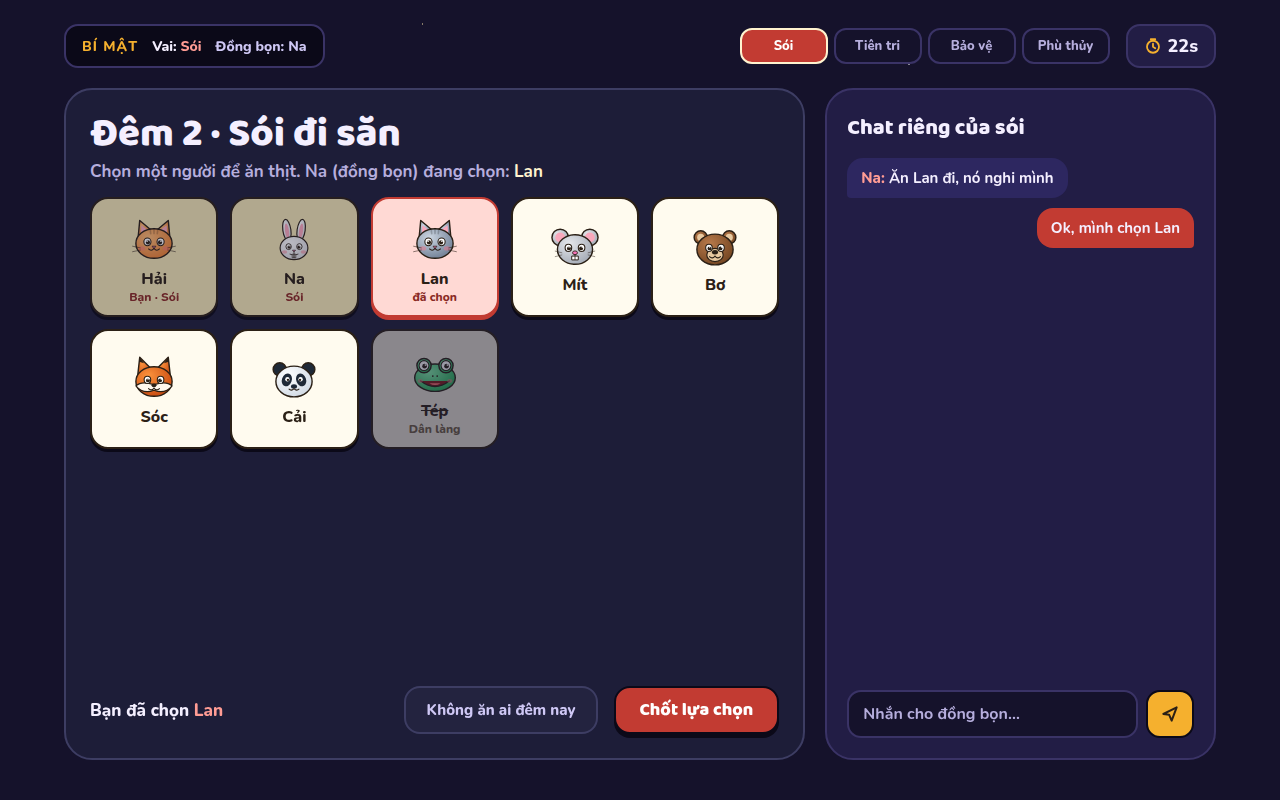 BÍ MẬT Vai: Sói Đồng bọn: Na
Sói
Tiên tri
Bảo vệ
Phù thủy
22s
Đêm 2 · Sói đi săn
Chọn một người để ăn thịt. Na (đồng bọn) đang chọn: Lan
Hải
Bạn · Sói
Na
Sói
Lan
đã chọn
Mít
Bơ
Sóc
Cải
Tép
Dân làng
Bạn đã chọn Lan
Không ăn ai đêm nay
Chốt lựa chọn
Chat riêng của sói
Na: Ăn Lan đi, nó nghi mình
Ok, mình chọn Lan
Nhắn cho đồng bọn...